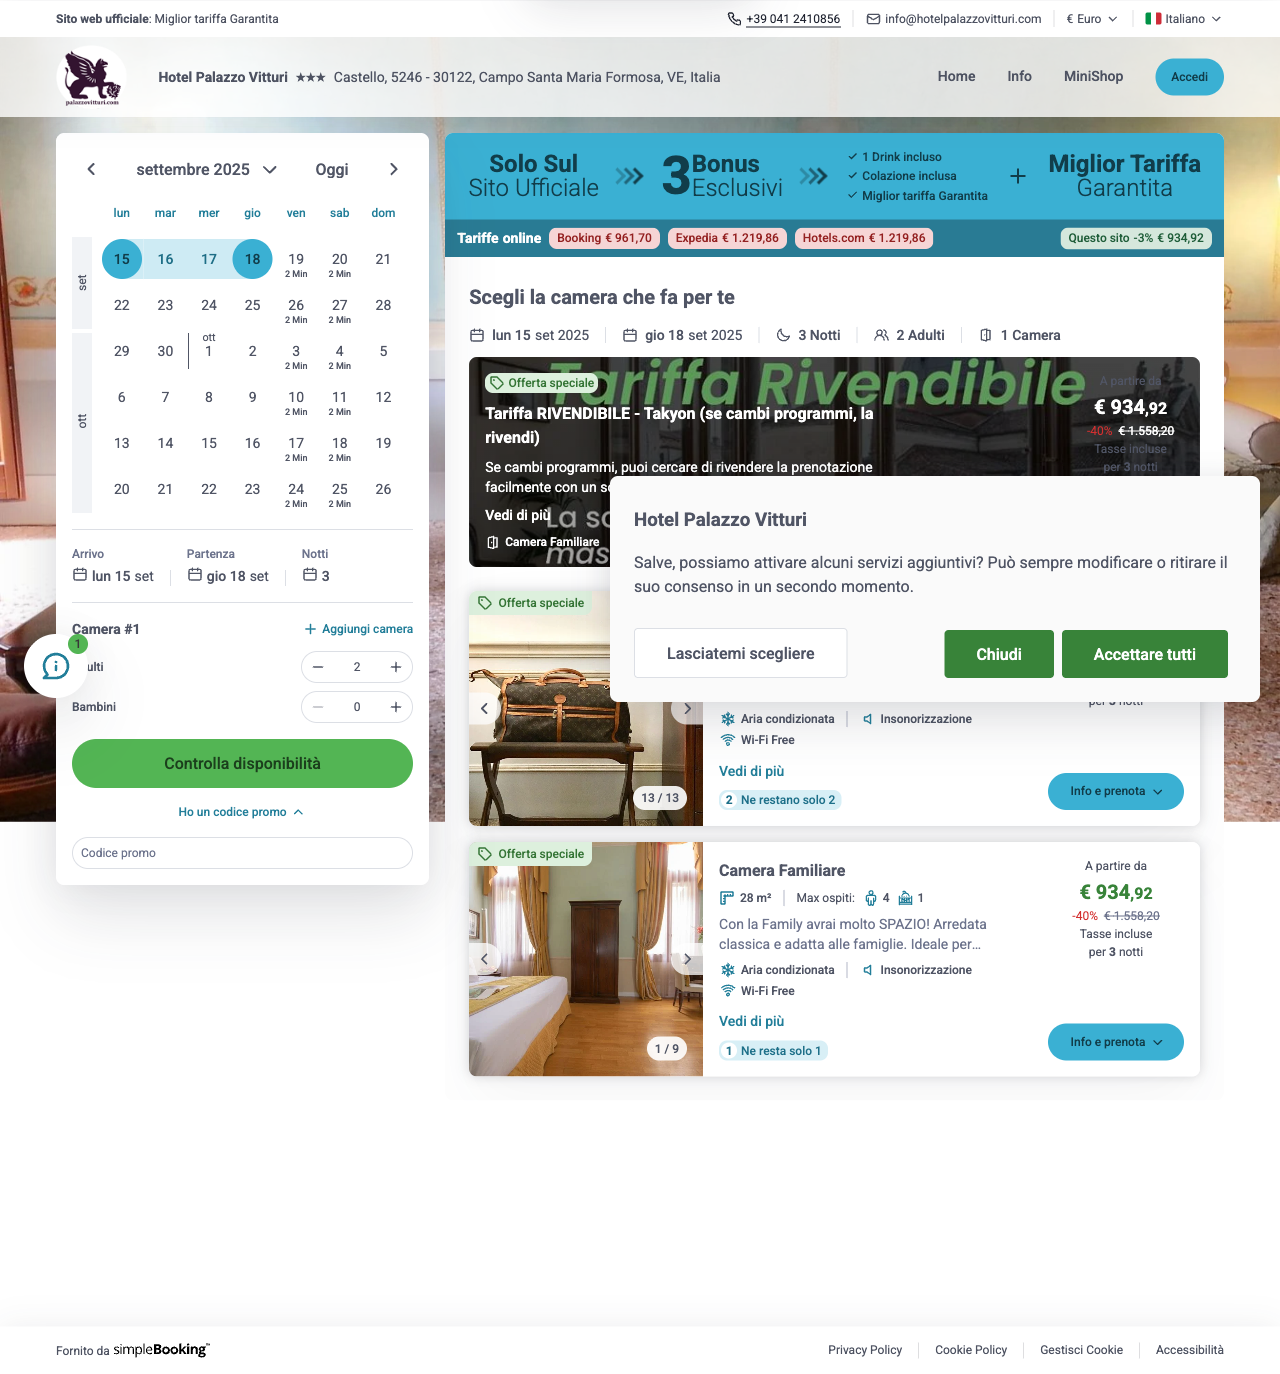 Sito web ufficiale: Miglior tariffa Garantita
+39 041 2410856
info@hotelpalazzovitturi.com
€ Euro
Italiano
palazzovitturi.com
Hotel Palazzo Vitturi ★★★ Castello, 5246 - 30122, Campo Santa Maria Formosa, VE, Italia
Home
Info
MiniShop
Accedi
settembre 2025
Oggi
lun mar mer gio ven sab dom
set
15 16 17 18 19 20 21
2 Min 2 Min
22 23 24 25 26 27 28
2 Min 2 Min
ott
ott
29 30 1 2 3 4 5
2 Min 2 Min
6 7 8 9 10 11 12
2 Min 2 Min
13 14 15 16 17 18 19
2 Min 2 Min
20 21 22 23 24 25 26
2 Min 2 Min
Arrivo Partenza Notti
lun 15 set gio 18 set 3
Camera #1
Aggiungi camera
1
ulti
2
Bambini
0
Controlla disponibilità
Ho un codice promo
Codice promo
Solo Sul
Sito Ufficiale
3 Bonus
Esclusivi
1 Drink incluso
Colazione inclusa
Miglior tariffa Garantita
+
Miglior Tariffa
Garantita
Tariffe online
Booking € 961,70
Expedia € 1.219,86
Hotels.com € 1.219,86
Questo sito -3% € 934,92
Scegli la camera che fa per te
lun 15 set 2025
gio 18 set 2025
3 Notti
2 Adulti
1 Camera
Tariffa Rivendibile
Offerta speciale
Tariffa RIVENDIBILE - Takyon (se cambi programmi, la
rivendi)
Se cambi programmi, puoi cercare di rivendere la prenotazione
facilmente con un
Vedi di più
Camera Familiare
A partire da
€ 934,92
-40% € 1.558,20
Tasse incluse
per 3 notti
Hotel Palazzo Vitturi
Salve, possiamo attivare alcuni servizi aggiuntivi? Può sempre modificare o ritirare il
suo consenso in un secondo momento.
Lasciatemi scegliere
Chiudi
Accettare tutti
Offerta speciale
13 / 13
per 3 notti
Aria condizionata
Insonorizzazione
Wi-Fi Free
Vedi di più
2 Ne restano solo 2
Info e prenota
Offerta speciale
1 / 9
Camera Familiare
28 m²
Max ospiti: 4 1
Con la Family avrai molto SPAZIO! Arredata
classica e adatta alle famiglie. Ideale per...
Aria condizionata
Insonorizzazione
Wi-Fi Free
Vedi di più
1 Ne resta solo 1
A partire da
€ 934,92
-40% € 1.558,20
Tasse incluse
per 3 notti
Info e prenota
Fornito da simpleBooking
Privacy Policy
Cookie Policy
Gestisci Cookie
Accessibilità